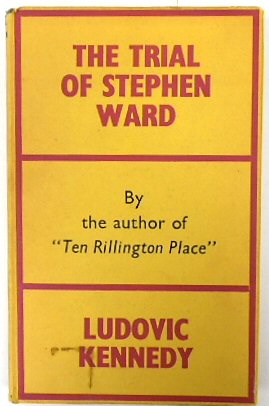 THE TRIAL
OF STEPHEN
WARD
By
the author of
"Ten Rillington Place"
LUDOVIC
KENNEDY